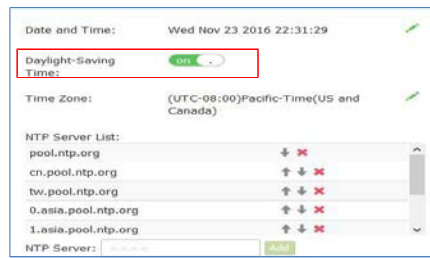 Date and Time: Wed Nov 23 2016 22:31:29
Daylight-Saving on
Time:
Time Zone: (UTC-08:00)Pacific-Time(US and
Canada)
NTP Server List:
pool.ntp.org
cn.pool.ntp.org
tw.pool.ntp.org
0.asia.pool.ntp.org
1.asia.pool.ntp.org
NTP Server: Add